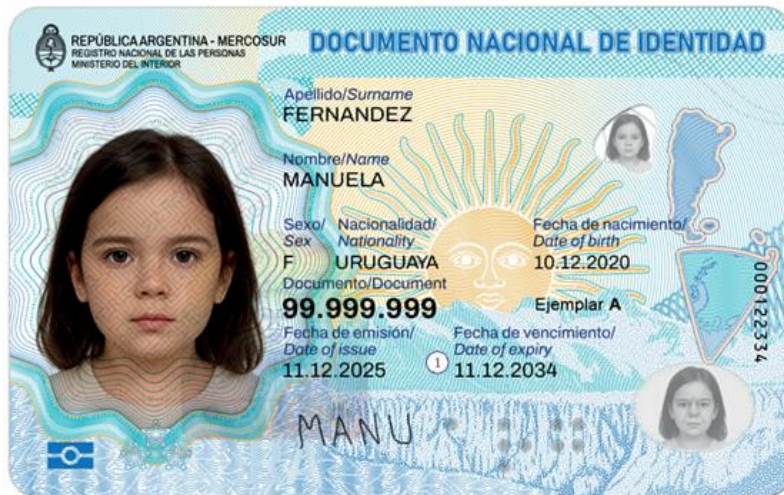 REPÚBLICA ARGENTINA - MERCOSUR
REGISTRO NACIONAL DE LAS PERSONAS
MINISTERIO DEL INTERIOR
DOCUMENTO NACIONAL DE IDENTIDAD
Apellido/Surname
FERNANDEZ
Nombre/Name
MANUELA
Sexo/ Sex
F
Nacionalidad/ Nationality
URUGUAYA
Fecha de nacimiento/ Date of birth
10.12.2020
Documento/Document
99.999.999
Ejemplar A
Fecha de emisión/ Date of issue
11.12.2025
1
Fecha de vencimiento/ Date of expiry
11.12.2034
000122334
MANU